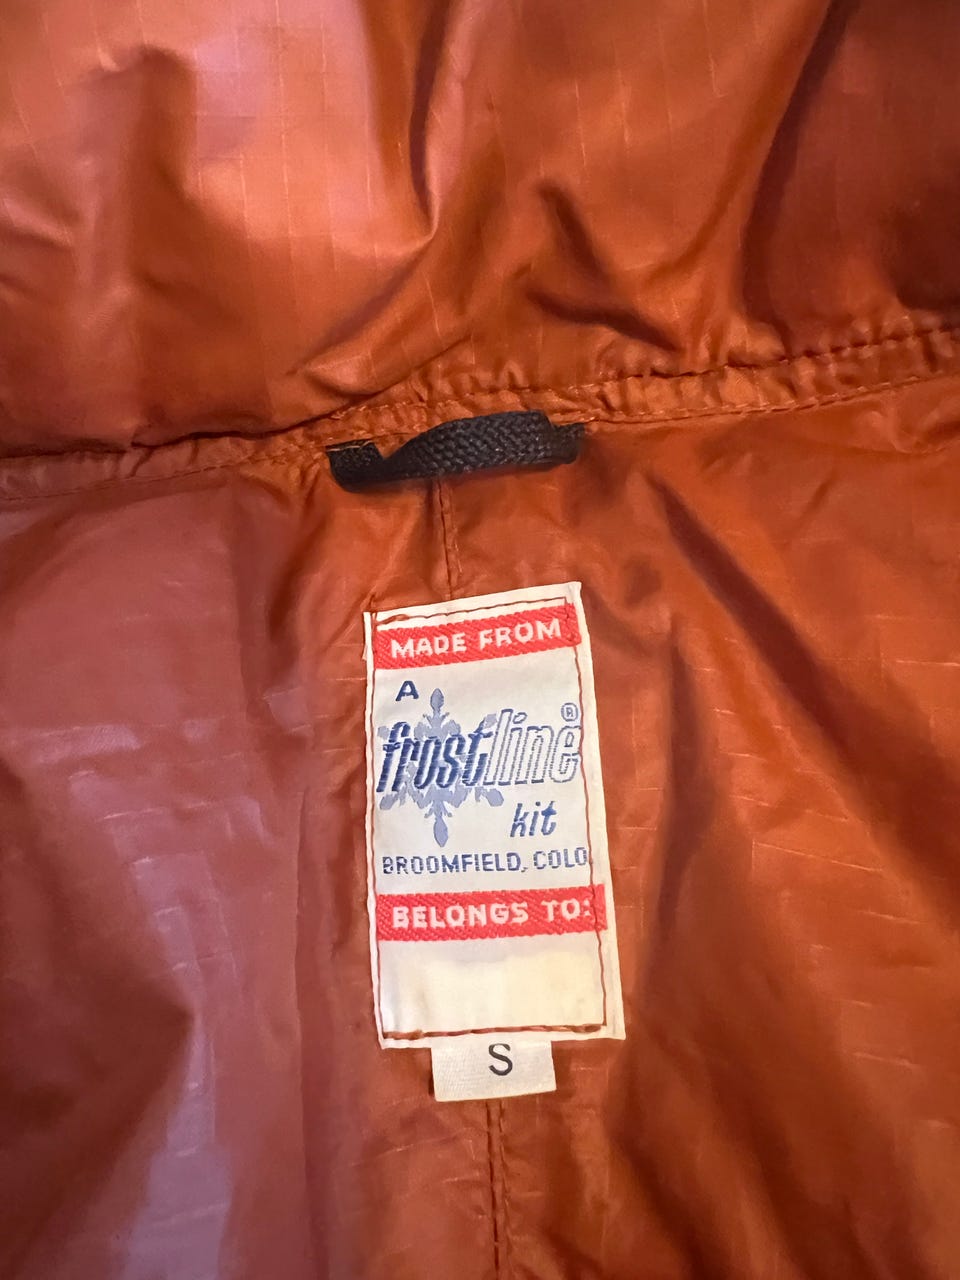 MADE FROM
A
frostline®
kit
BROOMFIELD, COLO
BELONGS TO:
S